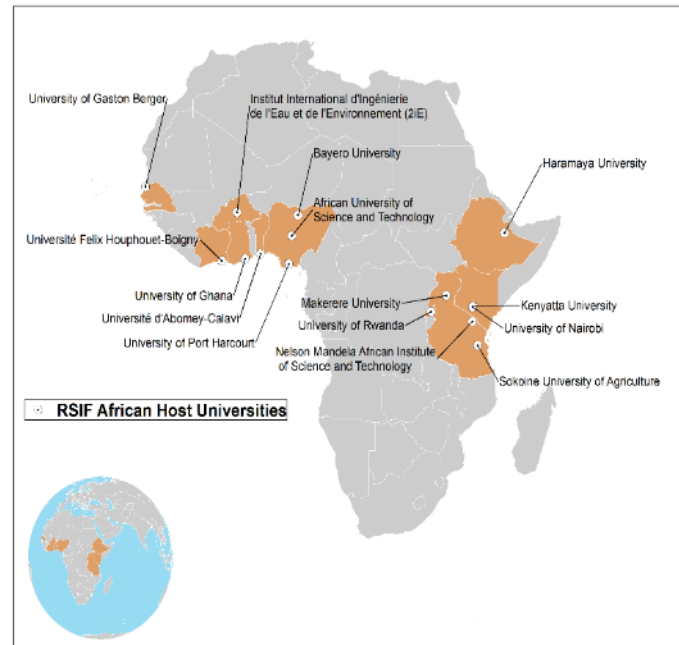 University of Gaston Berger
Institut International d'Ingénierie
de l'Eau et de l'Environnement (2iE)
Bayero University
Haramaya University
African University of
Science and Technology
Université Felix Houphouet-Boigny
University of Ghana
Makerere University
Kenyatta University
Université d'Abomey-Calavi
University of Rwanda
University of Nairobi
University of Port Harcourt
Nelson Mandela African Institute
of Science and Technology
Sokoine University of Agriculture
RSIF African Host Universities